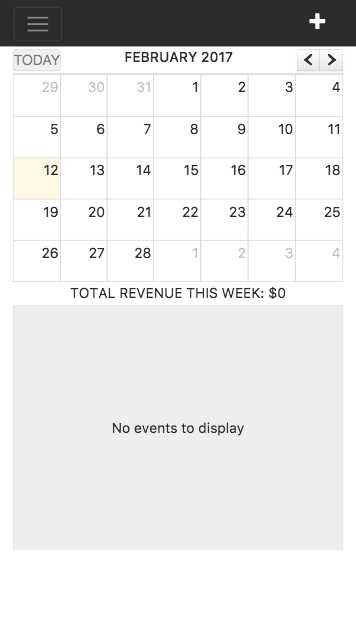 TODAY FEBRUARY 2017
29 30 31 1 2 3 4
5 6 7 8 9 10 11
12 13 14 15 16 17 18
19 20 21 22 23 24 25
26 27 28 1 2 3 4
TOTAL REVENUE THIS WEEK: $0
No events to display